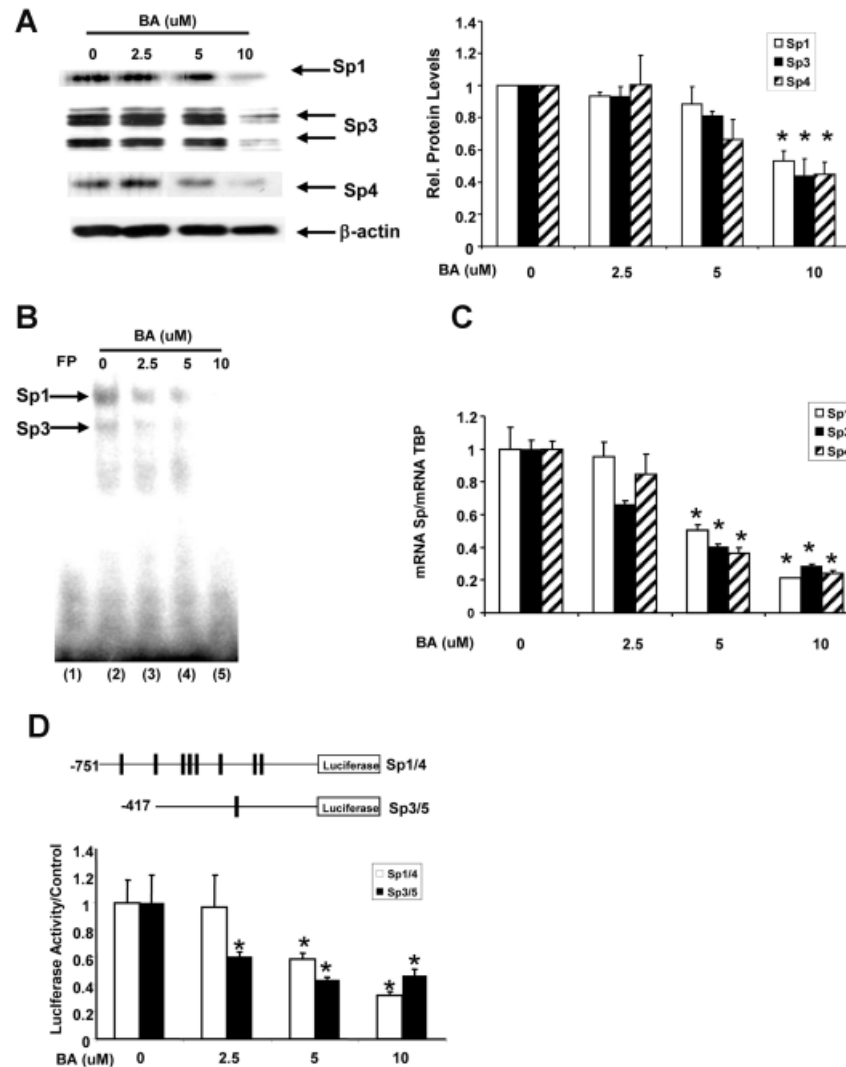 A
BA (uM)
0 2.5 5 10
Sp1
Sp3
Sp4
β-actin
Rel. Protein Levels
1.4
1.2
1
0.8
0.6
0.4
0.2
0
Sp1
Sp3
Sp4
* * *
BA (uM) 0 2.5 5 10
B
BA (uM)
FP 0 2.5 5 10
Sp1
Sp3
(1) (2) (3) (4) (5)
C
mRNA Sp/mRNA TBP
1.2
1
0.8
0.6
0.4
0.2
0
Sp1
Sp3
Sp4
* * *
* * *
BA (uM) 0 2.5 5 10
D
-751 Luciferase Sp1/4
-417 Luciferase Sp3/5
Luciferase Activity/Control
1.4
1.2
1
0.8
0.6
0.4
0.2
0
Sp1/4
Sp3/5
*
* *
* *
BA (uM) 0 2.5 5 10